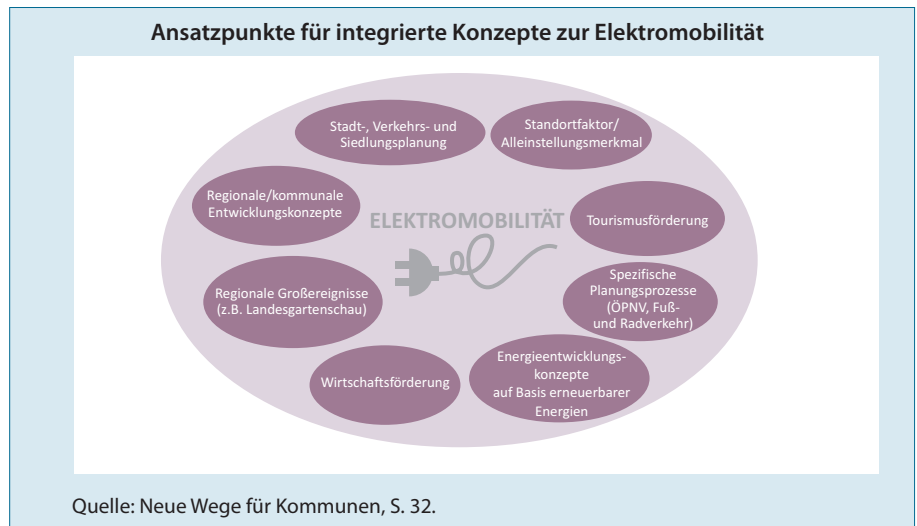 Ansatzpunkte für integrierte Konzepte zur Elektromobilität
Stadt-, Verkehrs- und
Siedlungsplanung
Standortfaktor/
Alleinstellungsmerkmal
Regionale/kommunale
Entwicklungskonzepte
ELEKTROMOBILITÄT
Tourismusförderung
Regionale Großereignisse
(z.B. Landesgartenschau)
Spezifische
Planungsprozesse
(ÖPNV, Fuß-
und Radverkehr)
Wirtschaftsförderung
Energieentwicklungs-
konzepte
auf Basis erneuerbarer
Energien
Quelle: Neue Wege für Kommunen, S. 32.